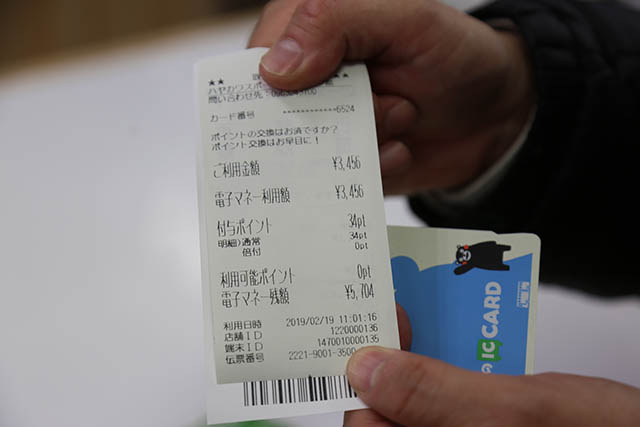 ★★ ★★
ハヤカワスポ
問い合わせ先:
カード番号 ************6524
ポイントの交換はお済ですか?
ポイント交換はお早目に!
ご利用金額 ¥3,456
電子マネー利用額 ¥3,456
付与ポイント 34pt
明細)通常 34pt
倍付 0pt
利用可能ポイント 0pt
電子マネー残額 ¥5,704
利用日時 2019/02/19 11:01:16
店舗ID 1220000136
端末ID 1470010000135
伝票番号 2221-9001-3500
の IC CARD